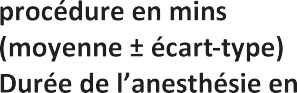 procédure en mins
(moyenne ± écart-type)
Durée de l’anesthésie en